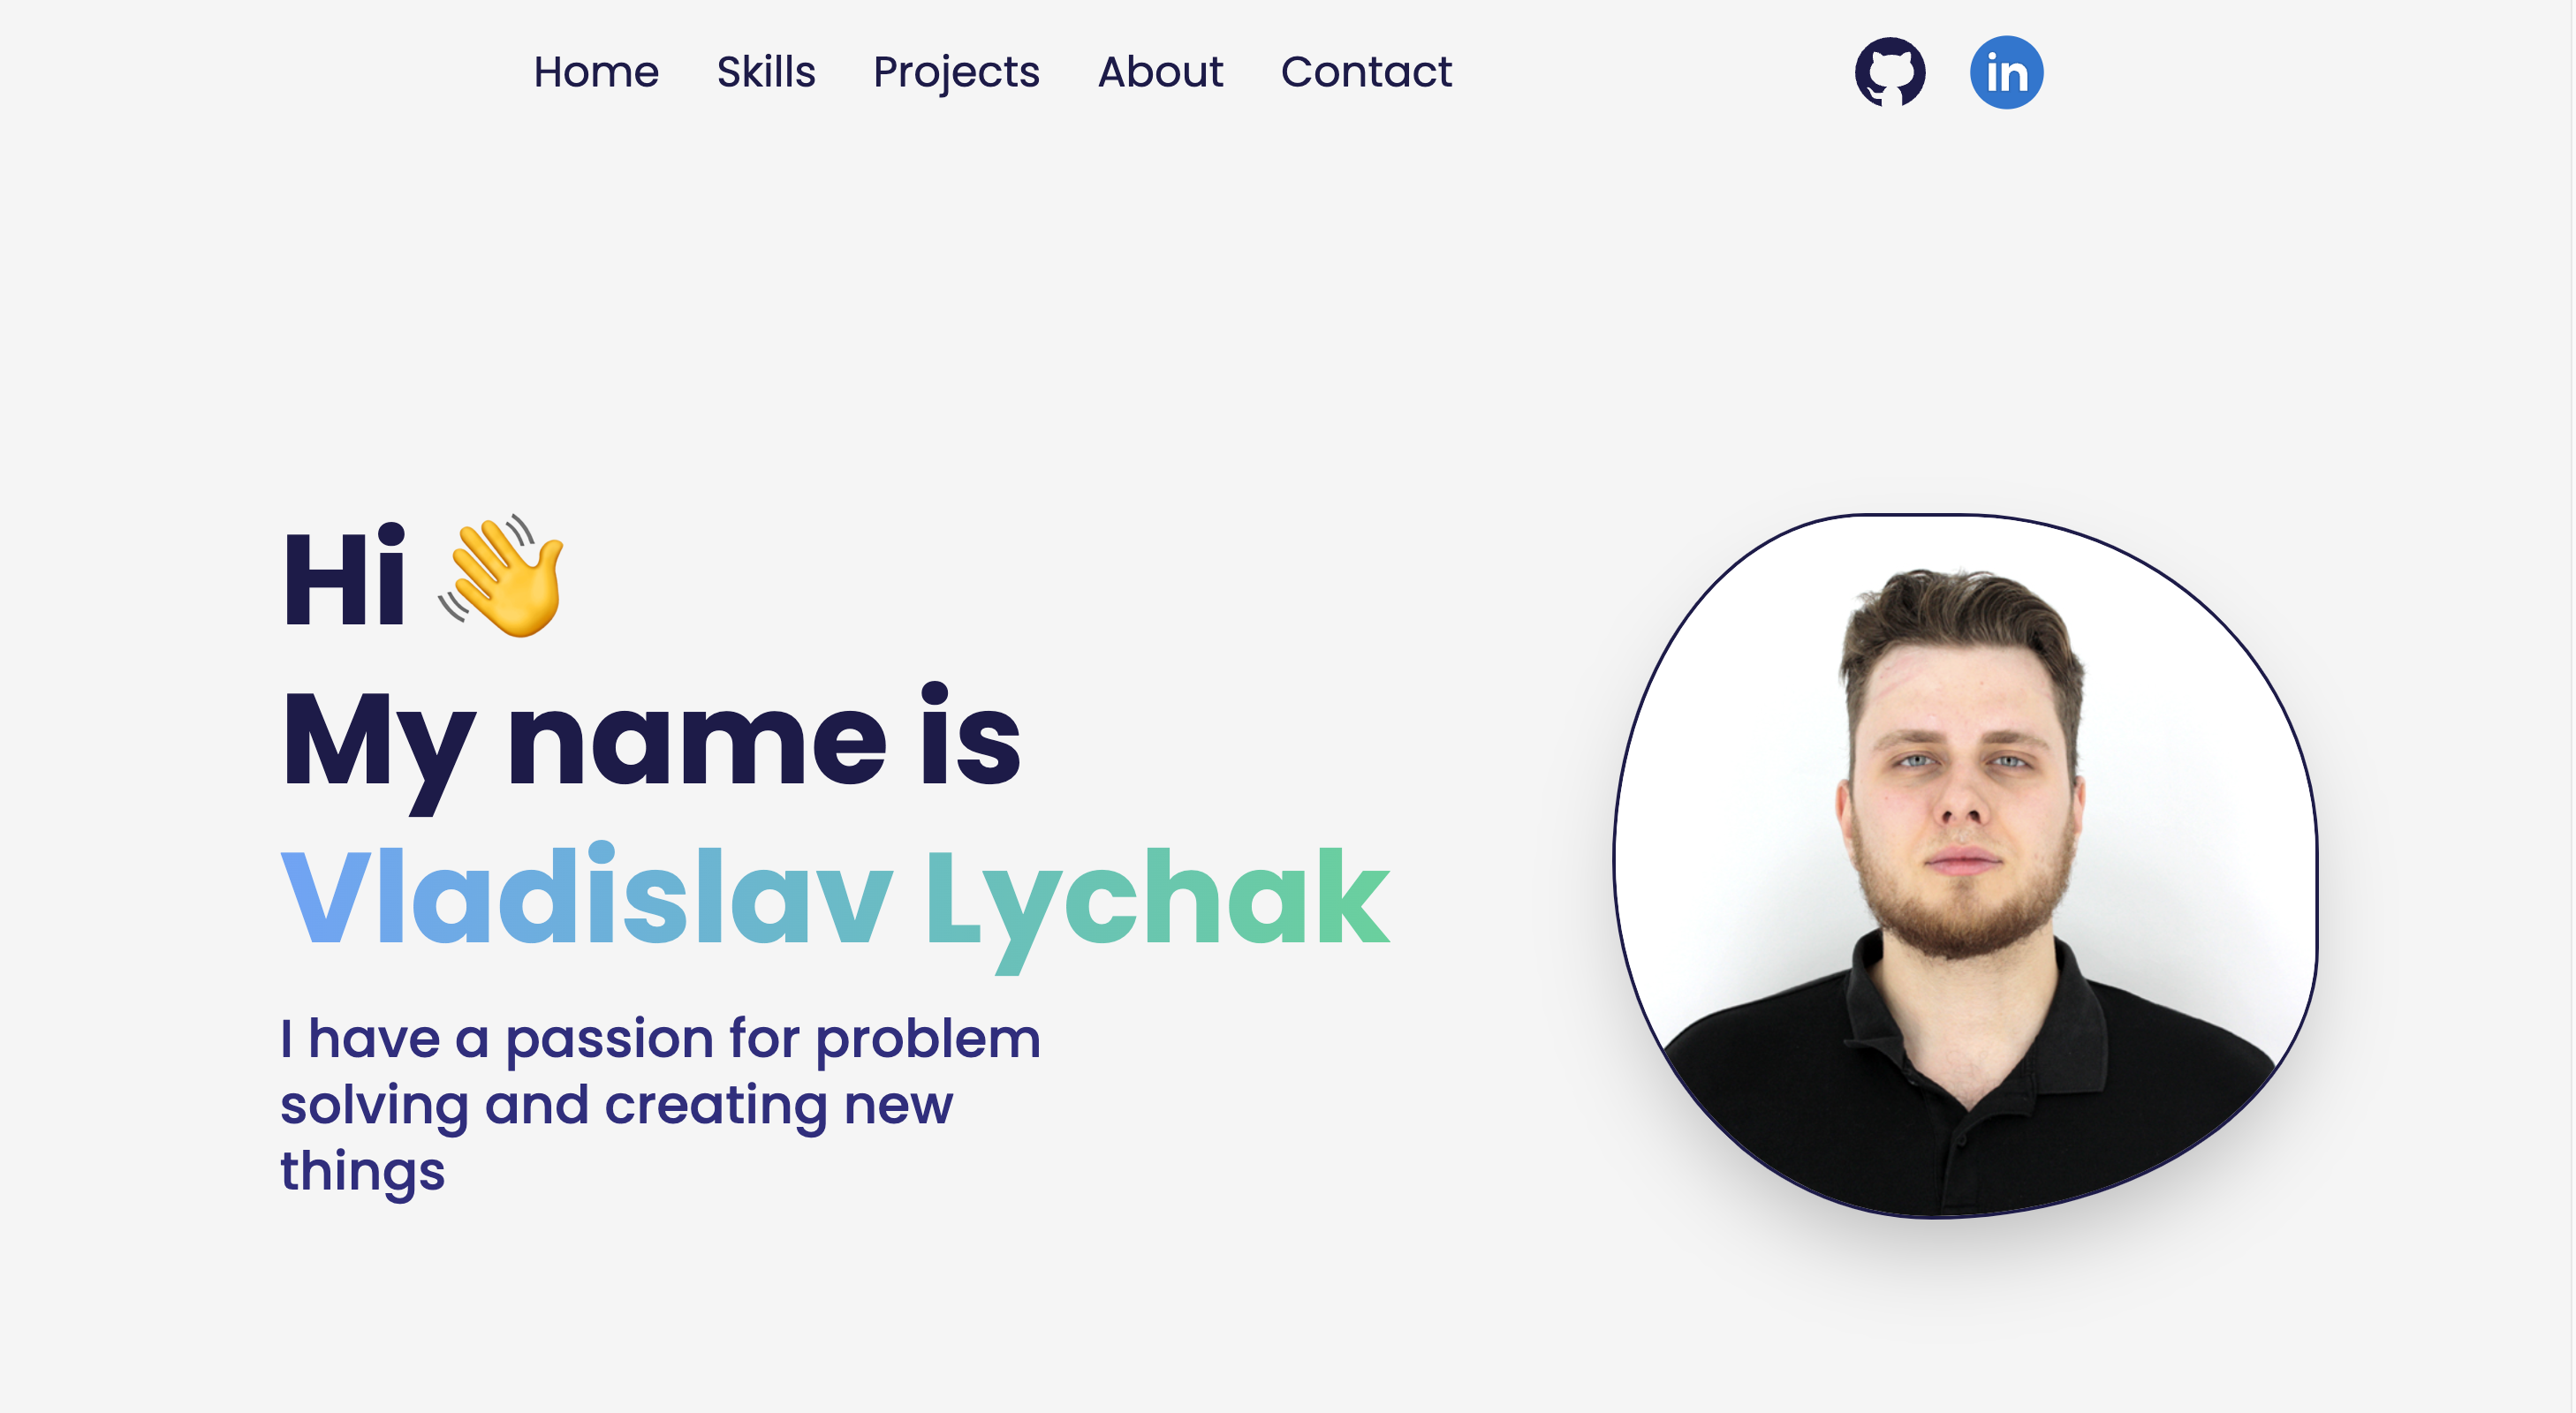 Home Skills Projects About Contact in
Hi 👋
My name is
Vladislav Lychak
I have a passion for problem
solving and creating new
things